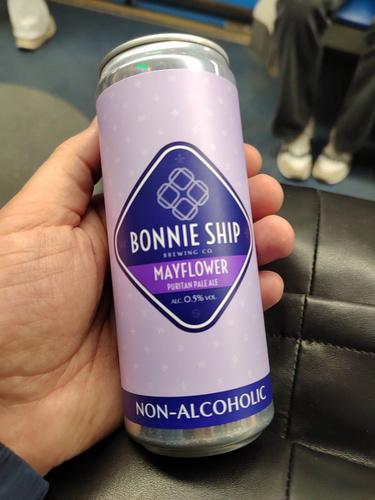 BONNIE SHIP
BREWING CO.
MAYFLOWER
PURITAN PALE ALE
ALC. 0.5% VOL
NON-ALCOHOLIC